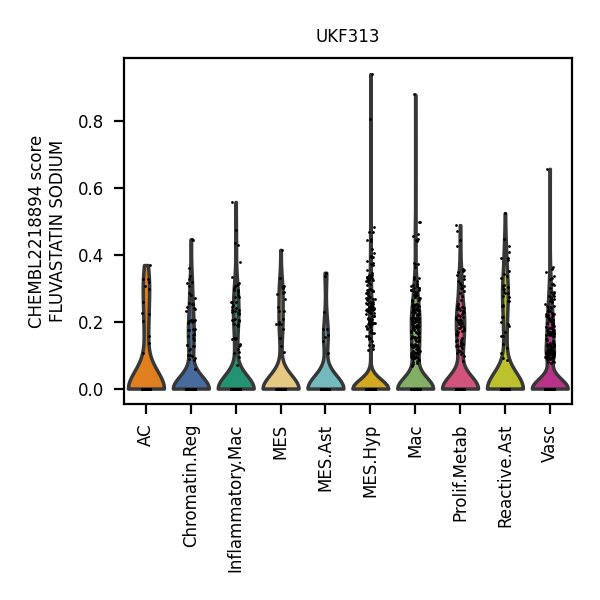 UKF313
CHEMBL2218894 score
FLUVASTATIN SODIUM
0.8
0.6
0.4
0.2
0.0
AC
Chromatin.Reg
Inflammatory.Mac
MES
MES.Ast
MES.Hyp
Mac
Prolif.Metab
Reactive.Ast
Vasc